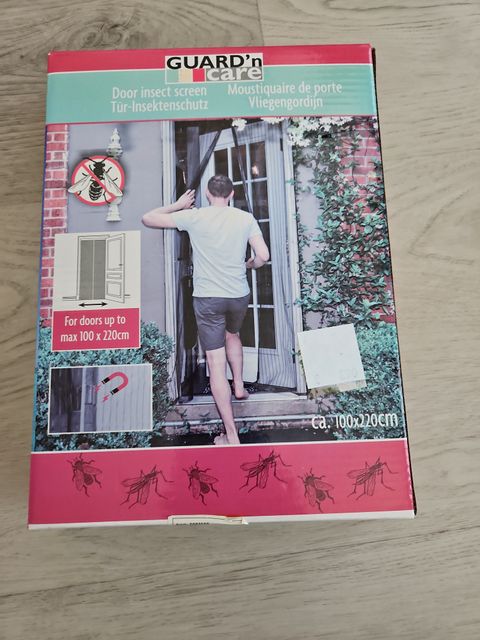 GUARD'n
care
Door insect screen
Tür-Insektenschutz
Moustiquaire de porte
Vliegengordijn
For doors up to
max 100 x 220cm
ca. 100x220cm